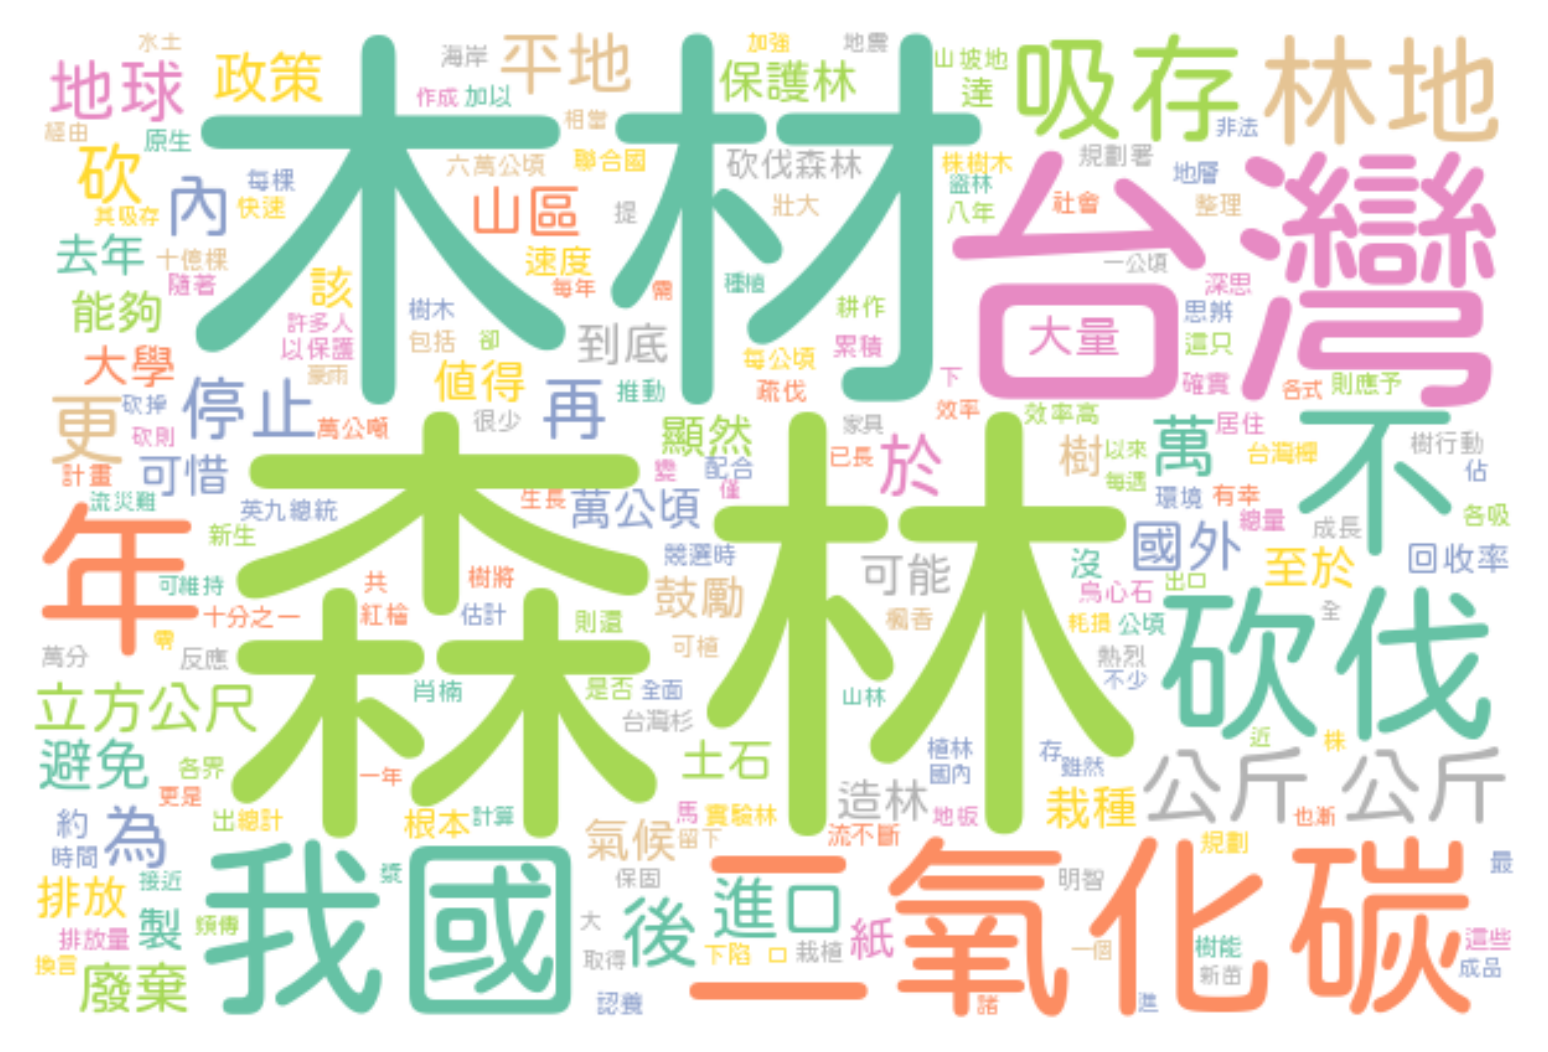 水土
海岸
平地
加強
地震
山坡地
吸存
林地
地球
政策
木材
保護林
達
作成
加以
經由
原生
相當
非法
砍
內
每棵
六萬公頃
聯合國
砍伐森林
株樹木
規劃署
地層
台灣
其吸存
快速
山區
提
壯大
盜林
八年
社會
整理
去年
十億棵
速度
一公頃
隨著
該
每年
需
種植
深思
能夠
許多人
樹木
耕作
大量
思辨
以保護
包括
卻
到底
每公頃
累積
這只
大學
豪雨
值得
推動
疏伐
下
確實
各式
則應予
更
砍掉
停止
再
效率
效率高
砍則
萬公噸
很少
顯然
家具
不
居住
樹行動
計畫
可惜
森林
變
配合
已長
於
樹
以來
萬
台灣櫸
佔
流災難
英九總統
生長
萬公頃
僅
每遇
環境
有幸
年
新生
競選時
總量
成長
各吸
國外
至於
回收率
可維持
共
樹將
可能
沒
烏心石
出口
十分之一
紅檜
估計
鼓勵
則還
楓香
耗損
公頃
砍伐
全
零
萬分
反應
可植
熱烈
不少
立方公尺
肖楠
是否
全面
山林
台灣杉
避免
各界
一年
土石
植林
國內
存
雖然
近
株
更是
造林
公斤
公斤
約
為
出總計
根本
計算
馬
實驗林
地板
栽種
也漸
時間
氣候
留下
流不斷
規劃
排放
接近
我國
漿
保固
進口
二氧化碳
明智
最
製
頻傳
大
後
紙
排放量
取得
下陷
口
栽植
一個
樹能
這些
換言
廢棄
新苗
成品
認養
諸
進